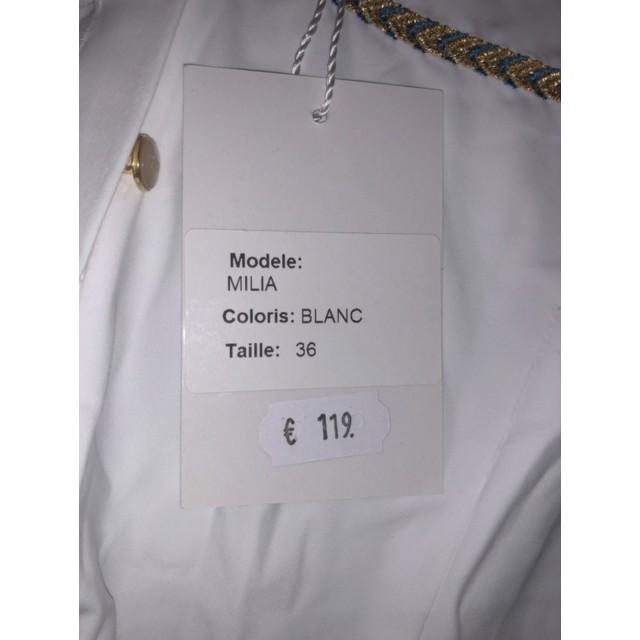 Modele:
MILIA
Coloris: BLANC
Taille: 36
€ 119.